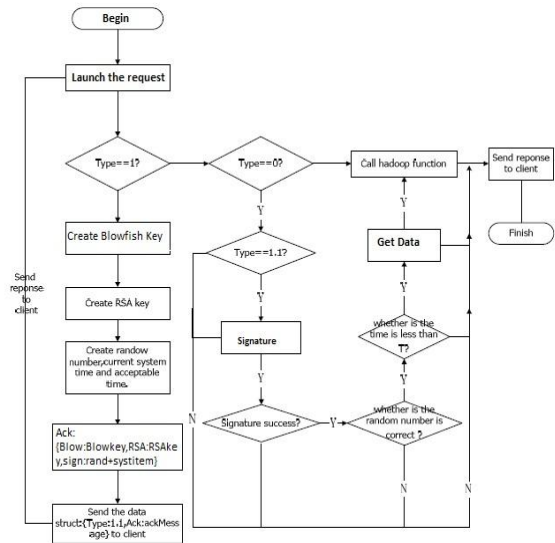 Begin
Launch the request
Type==1?
Type==0?
Call hadoop function
Send reponse
to client
Finish
Y
Y
Create Blowfish Key
Type==1.1?
Get Data
Send
reponse
to
client
Create RSA key
Y
Y
Signature
whether is the
time is less than
T?
Create randow
number,current system
time and acceptable
time.
Y
Y
N
Signature success?
Y
whether is the
random number is
correct ?
Ack:
{Blow:Blowkey,RSA:RSAke
y,sign:rand+systitem}
N
N
Send the data
struct:{Type:1.1,Ack:ackMess
age} to client